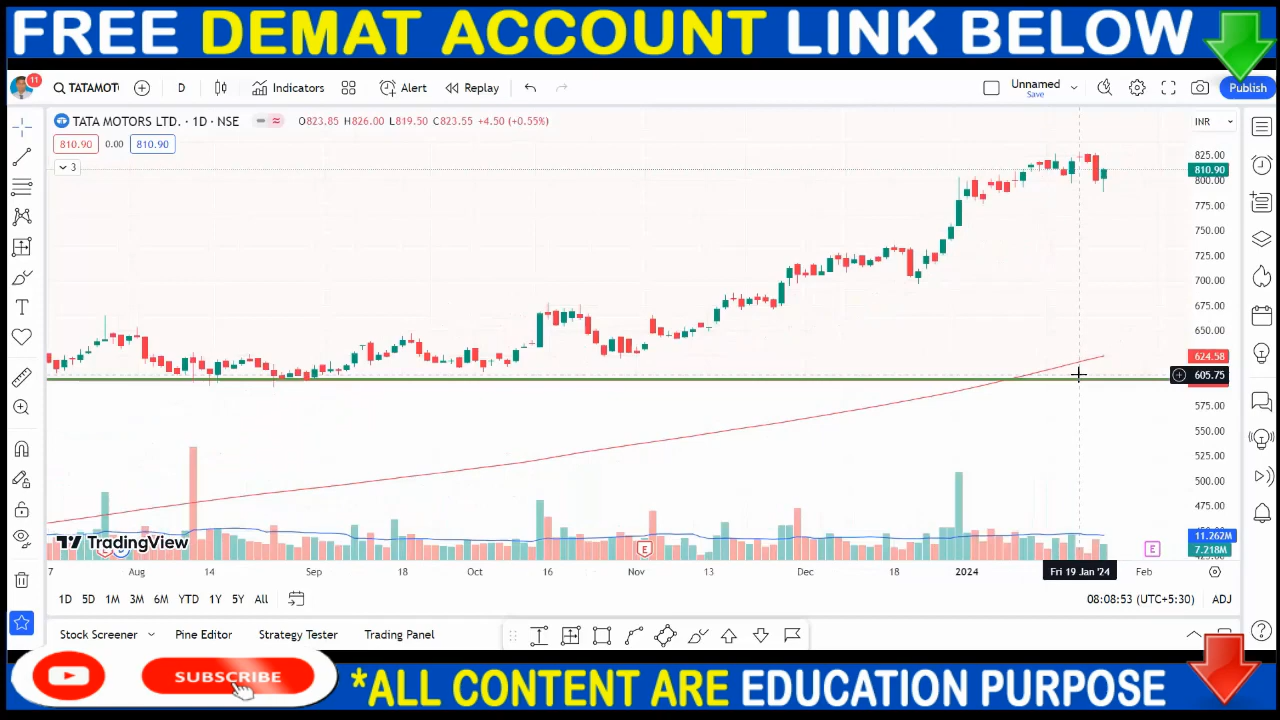 FREE DEMAT ACCOUNT LINK BELOW
11
TATAMOT
D
Indicators
Alert
Replay
Unnamed
Save
Publish
TATA MOTORS LTD. · 1D · NSE
O823.85 H826.00 L819.50 C823.55 +4.50 (+0.55%)
INR
810.90
0.00
810.90
3
825.00
810.90
800.00
775.00
750.00
725.00
700.00
675.00
650.00
624.58
605.75
575.00
550.00
525.00
500.00
475.00
11.262M
7.218M
TradingView
E
E
E
7
Aug
14
Sep
18
Oct
16
Nov
13
Dec
18
2024
Fri 19 Jan '24
Feb
1D
5D
1M
3M
6M
YTD
1Y
5Y
All
08:08:53 (UTC+5:30)
ADJ
Stock Screener
Pine Editor
Strategy Tester
Trading Panel
SUBSCRIBE
*ALL CONTENT ARE EDUCATION PURPOSE